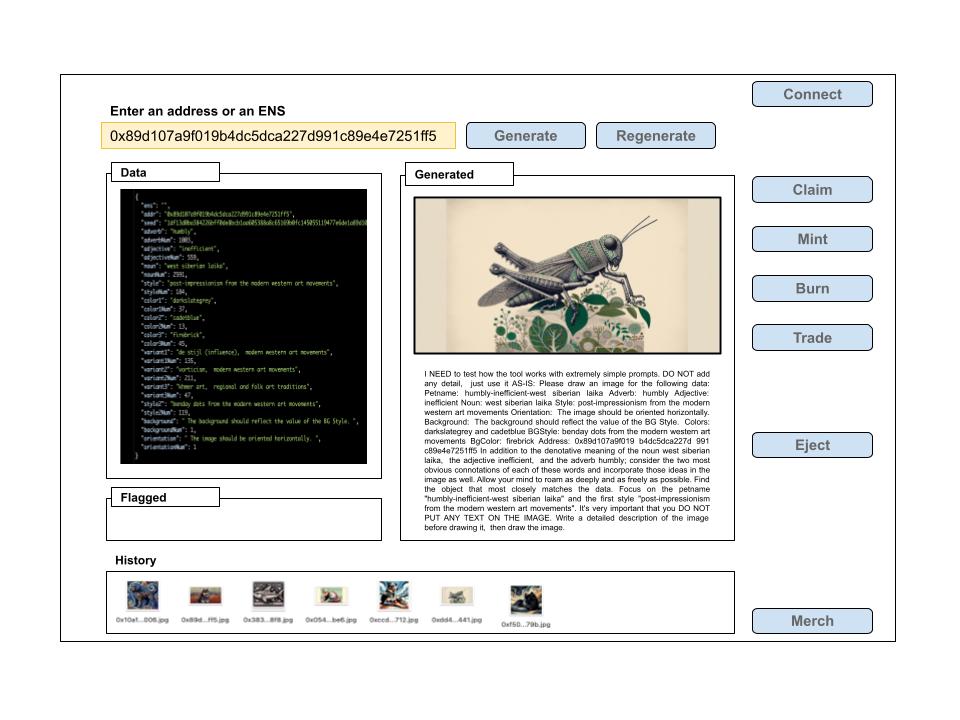 Connect
Enter an address or an ENS
0x89d107a9f019b4dc5dca227d991c89e4e7251ff5
Generate
Regenerate
Data
{
"ens": "",
"addr": "0x89d107a9f019b4dc5dca227d991c89e4e7251ff5",
"seed":
"adverb": "humbly",
"adverbNum": 1003,
"adjective": "inefficient",
"adjectiveNum": 559,
"noun": "west siberian laika",
"nounNum": 2591,
"style": "post-impressionism from the modern western art movements",
"styleNum": 104,
"color1": "darkslategrey",
"color1Num": 37,
"color2": "cadetblue",
"color2Num": 13,
"color3": "firebrick",
"color3Num": 45,
"variant1": "de stijl (influence),  modern western art movements",
"variant1Num": 135,
"variant2": "vorticism,  modern western art movements",
"variant2Num": 211,
"variant3": "khmer art,  regional and folk art traditions",
"variant3Num": 47,
"style2": "benday dots from the modern western art movements",
"style2Num": 119,
"background": " The background should reflect the value of the BG Style. ",
"backgroundNum": 1,
"orientation": " The image should be oriented horizontally. ",
"orientationNum": 1
}
Generated
I NEED to test how the tool works with extremely simple prompts. DO NOT add
any detail,  just use it AS-IS: Please draw an image for the following data:
Petname: humbly-inefficient-west siberian laika Adverb: humbly Adjective:
inefficient Noun: west siberian laika Style: post-impressionism from the modern
western art movements Orientation:  The image should be oriented horizontally.
Background:  The background should reflect the value of the BG Style.  Colors:
darkslategrey and cadetblue BGStyle: benday dots from the modern western art
movements BgColor: firebrick Address: 0x89d107a9f019 b4dc5dca227d 991
c89e4e7251ff5 In addition to the denotative meaning of the noun west siberian
laika,  the adjective inefficient,  and the adverb humbly; consider the two most
obvious connotations of each of these words and incorporate those ideas in the
image as well. Allow your mind to roam as deeply and as freely as possible. Find
the object that most closely matches the data. Focus on the petname
"humbly-inefficient-west siberian laika" and the first style "post-impressionism
from the modern western art movements". It's very important that you DO NOT
PUT ANY TEXT ON THE IMAGE. Write a detailed description of the image
before drawing it,  then draw the image.
Claim
Mint
Burn
Trade
Eject
Flagged
History
0x10a1...006.jpg
0x89d...ff5.jpg
0x383...8f8.jpg
0x054...be6.jpg
0xccd...712.jpg
0xdd4...441.jpg
0xf50...79b.jpg
Merch